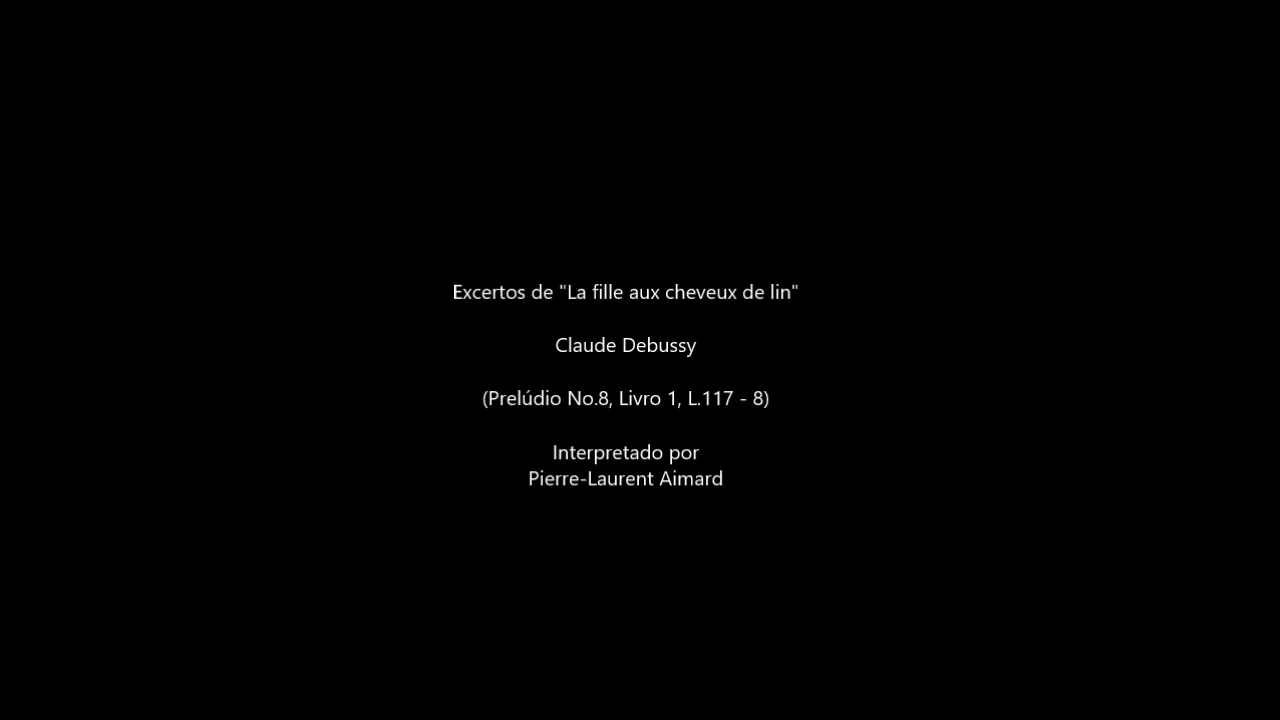 Excertos de "La fille aux cheveux de lin"
Claude Debussy
(Prelúdio No.8, Livro 1, L.117 - 8)
Interpretado por
Pierre-Laurent Aimard